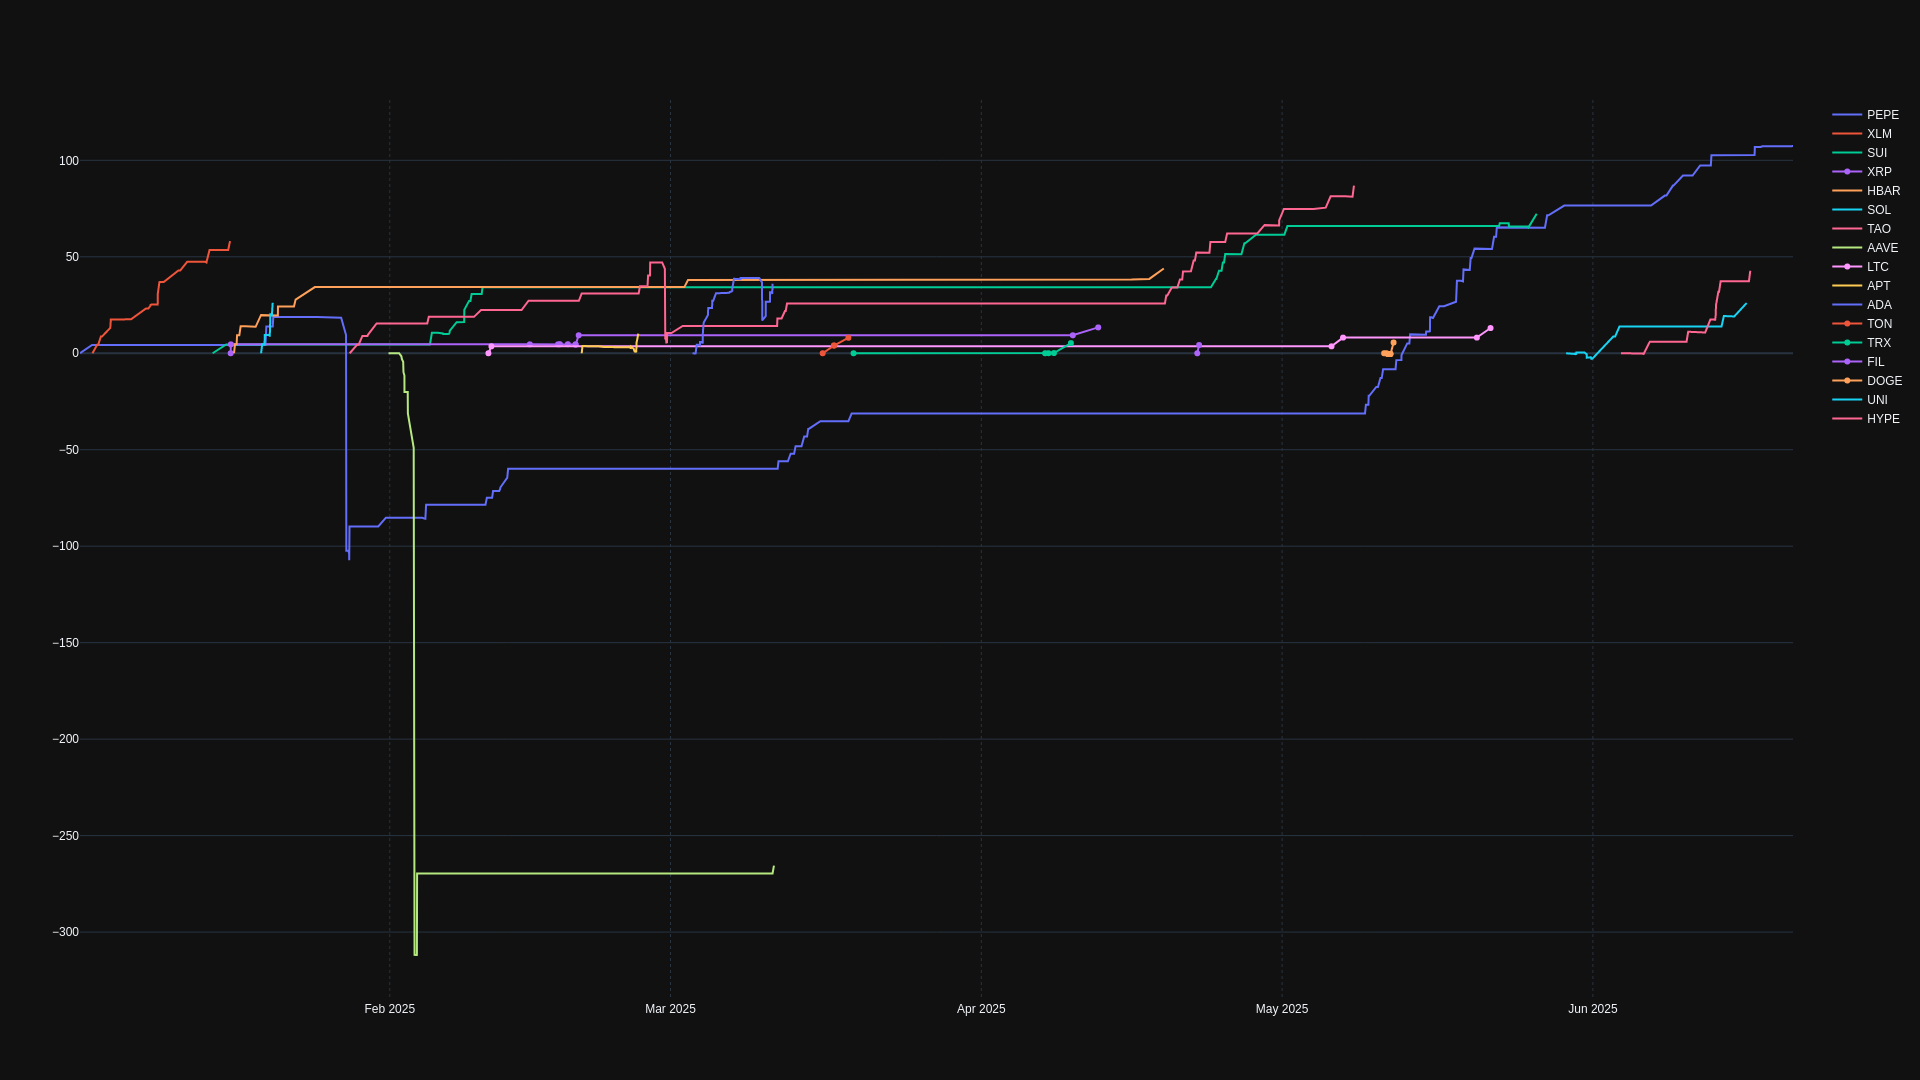 100
50
0
−50
−100
−150
−200
−250
−300
Feb 2025
Mar 2025
Apr 2025
May 2025
Jun 2025
PEPE
XLM
SUI
XRP
HBAR
SOL
TAO
AAVE
LTC
APT
ADA
TON
TRX
FIL
DOGE
UNI
HYPE